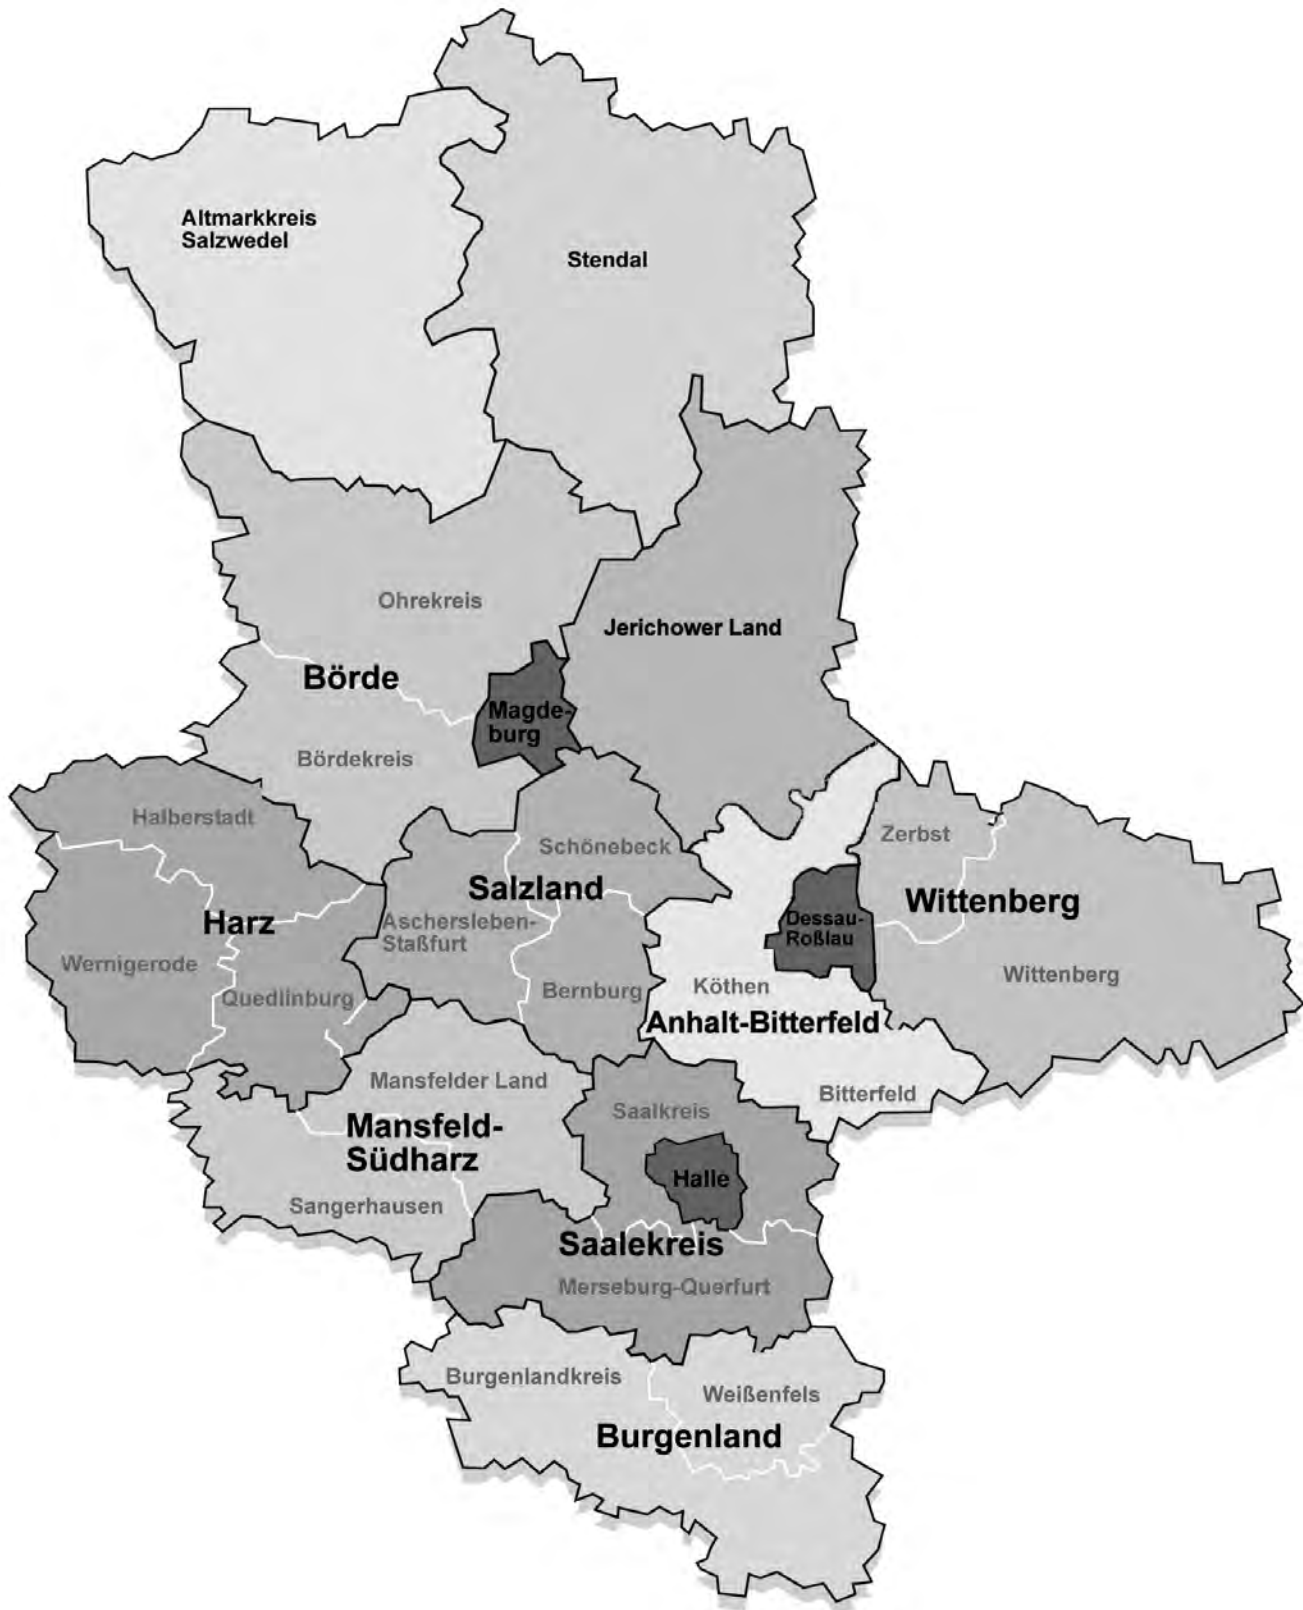 Altmarkkreis
Salzwedel
Stendal
Ohrekreis
Jerichower Land
Börde
Magde-
burg
Bördekreis
Halberstadt
Schönebeck
Zerbst
Salzland
Wittenberg
Harz
Aschersleben-
Staßfurt
Dessau-
Roßlau
Wernigerode
Wittenberg
Quedlinburg
Bernburg
Köthen
Anhalt-Bitterfeld
Mansfelder Land
Bitterfeld
Saalkreis
Mansfeld-
Südharz
Halle
Sangerhausen
Saalekreis
Merseburg-Querfurt
Burgenlandkreis
Weißenfels
Burgenland